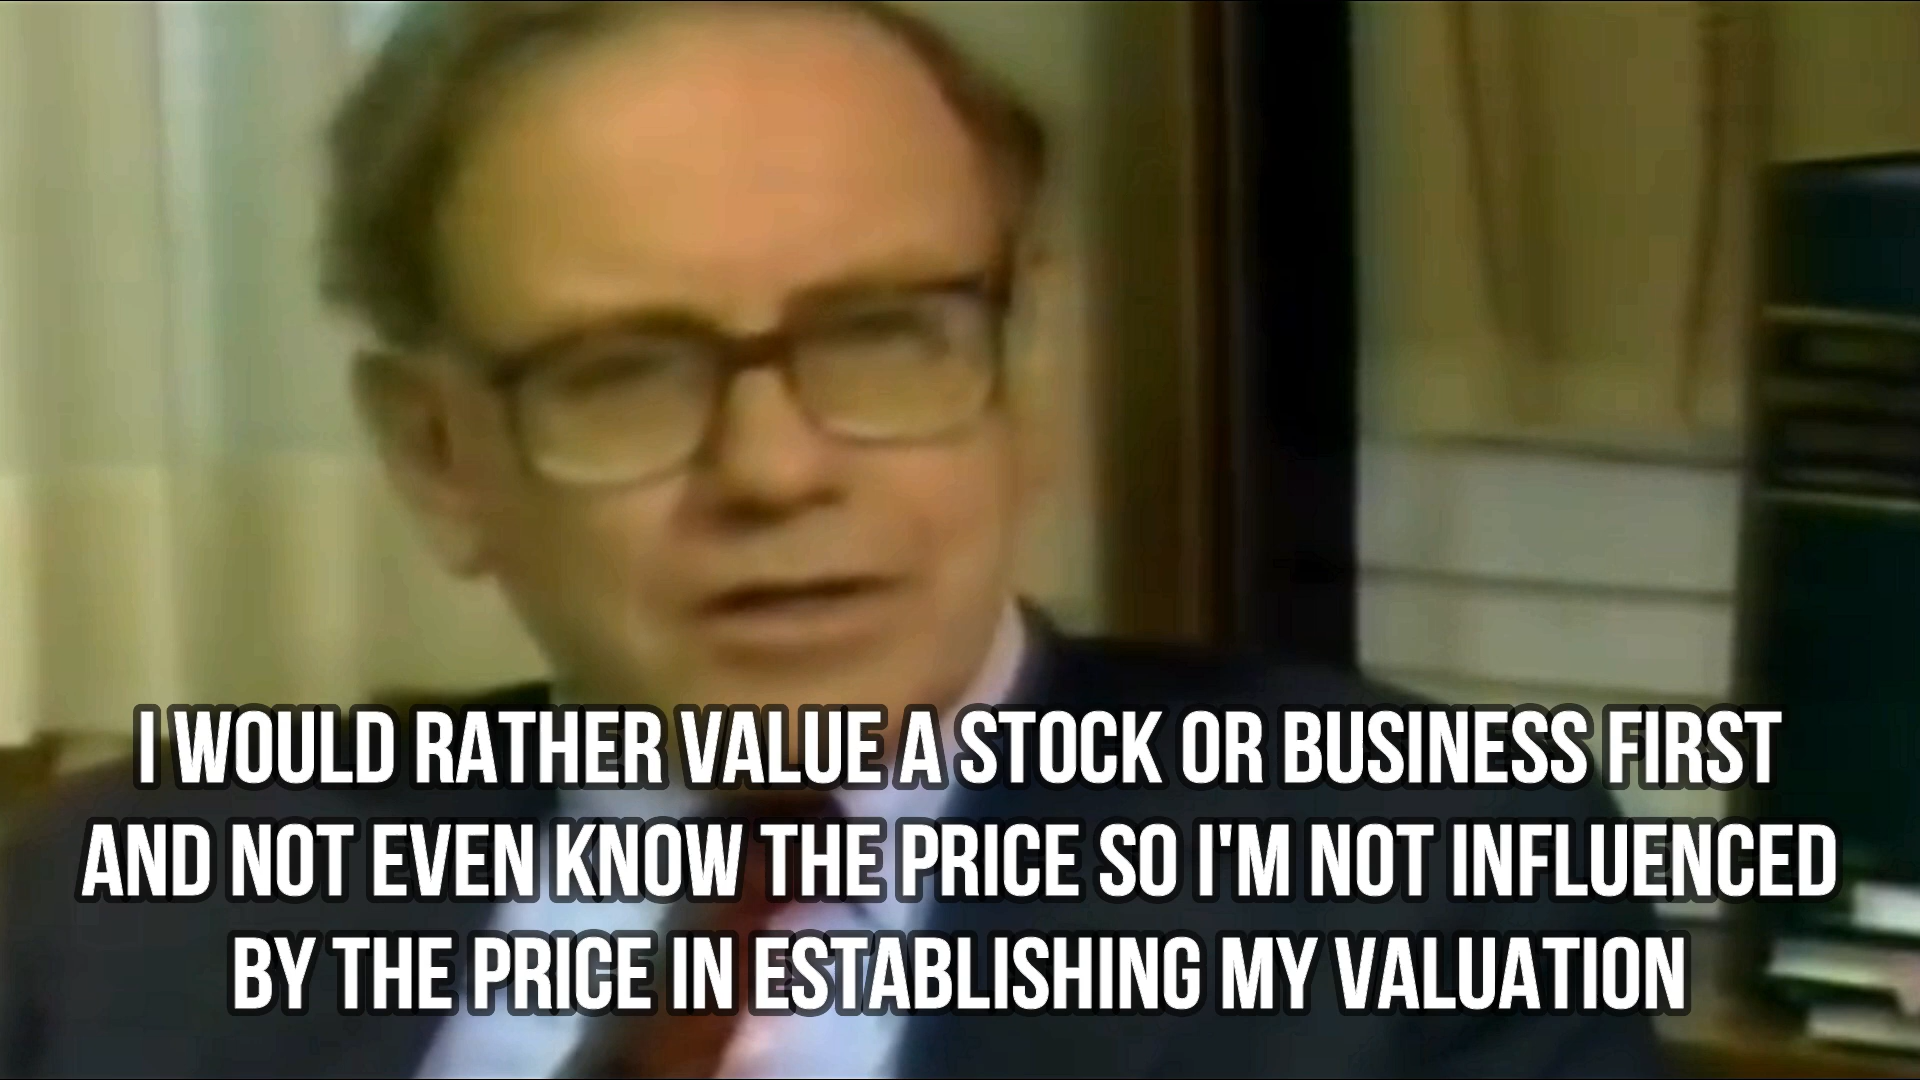 I WOULD RATHER VALUE A STOCK OR BUSINESS FIRST
AND NOT EVEN KNOW THE PRICE SO I'M NOT INFLUENCED
BY THE PRICE IN ESTABLISHING MY VALUATION